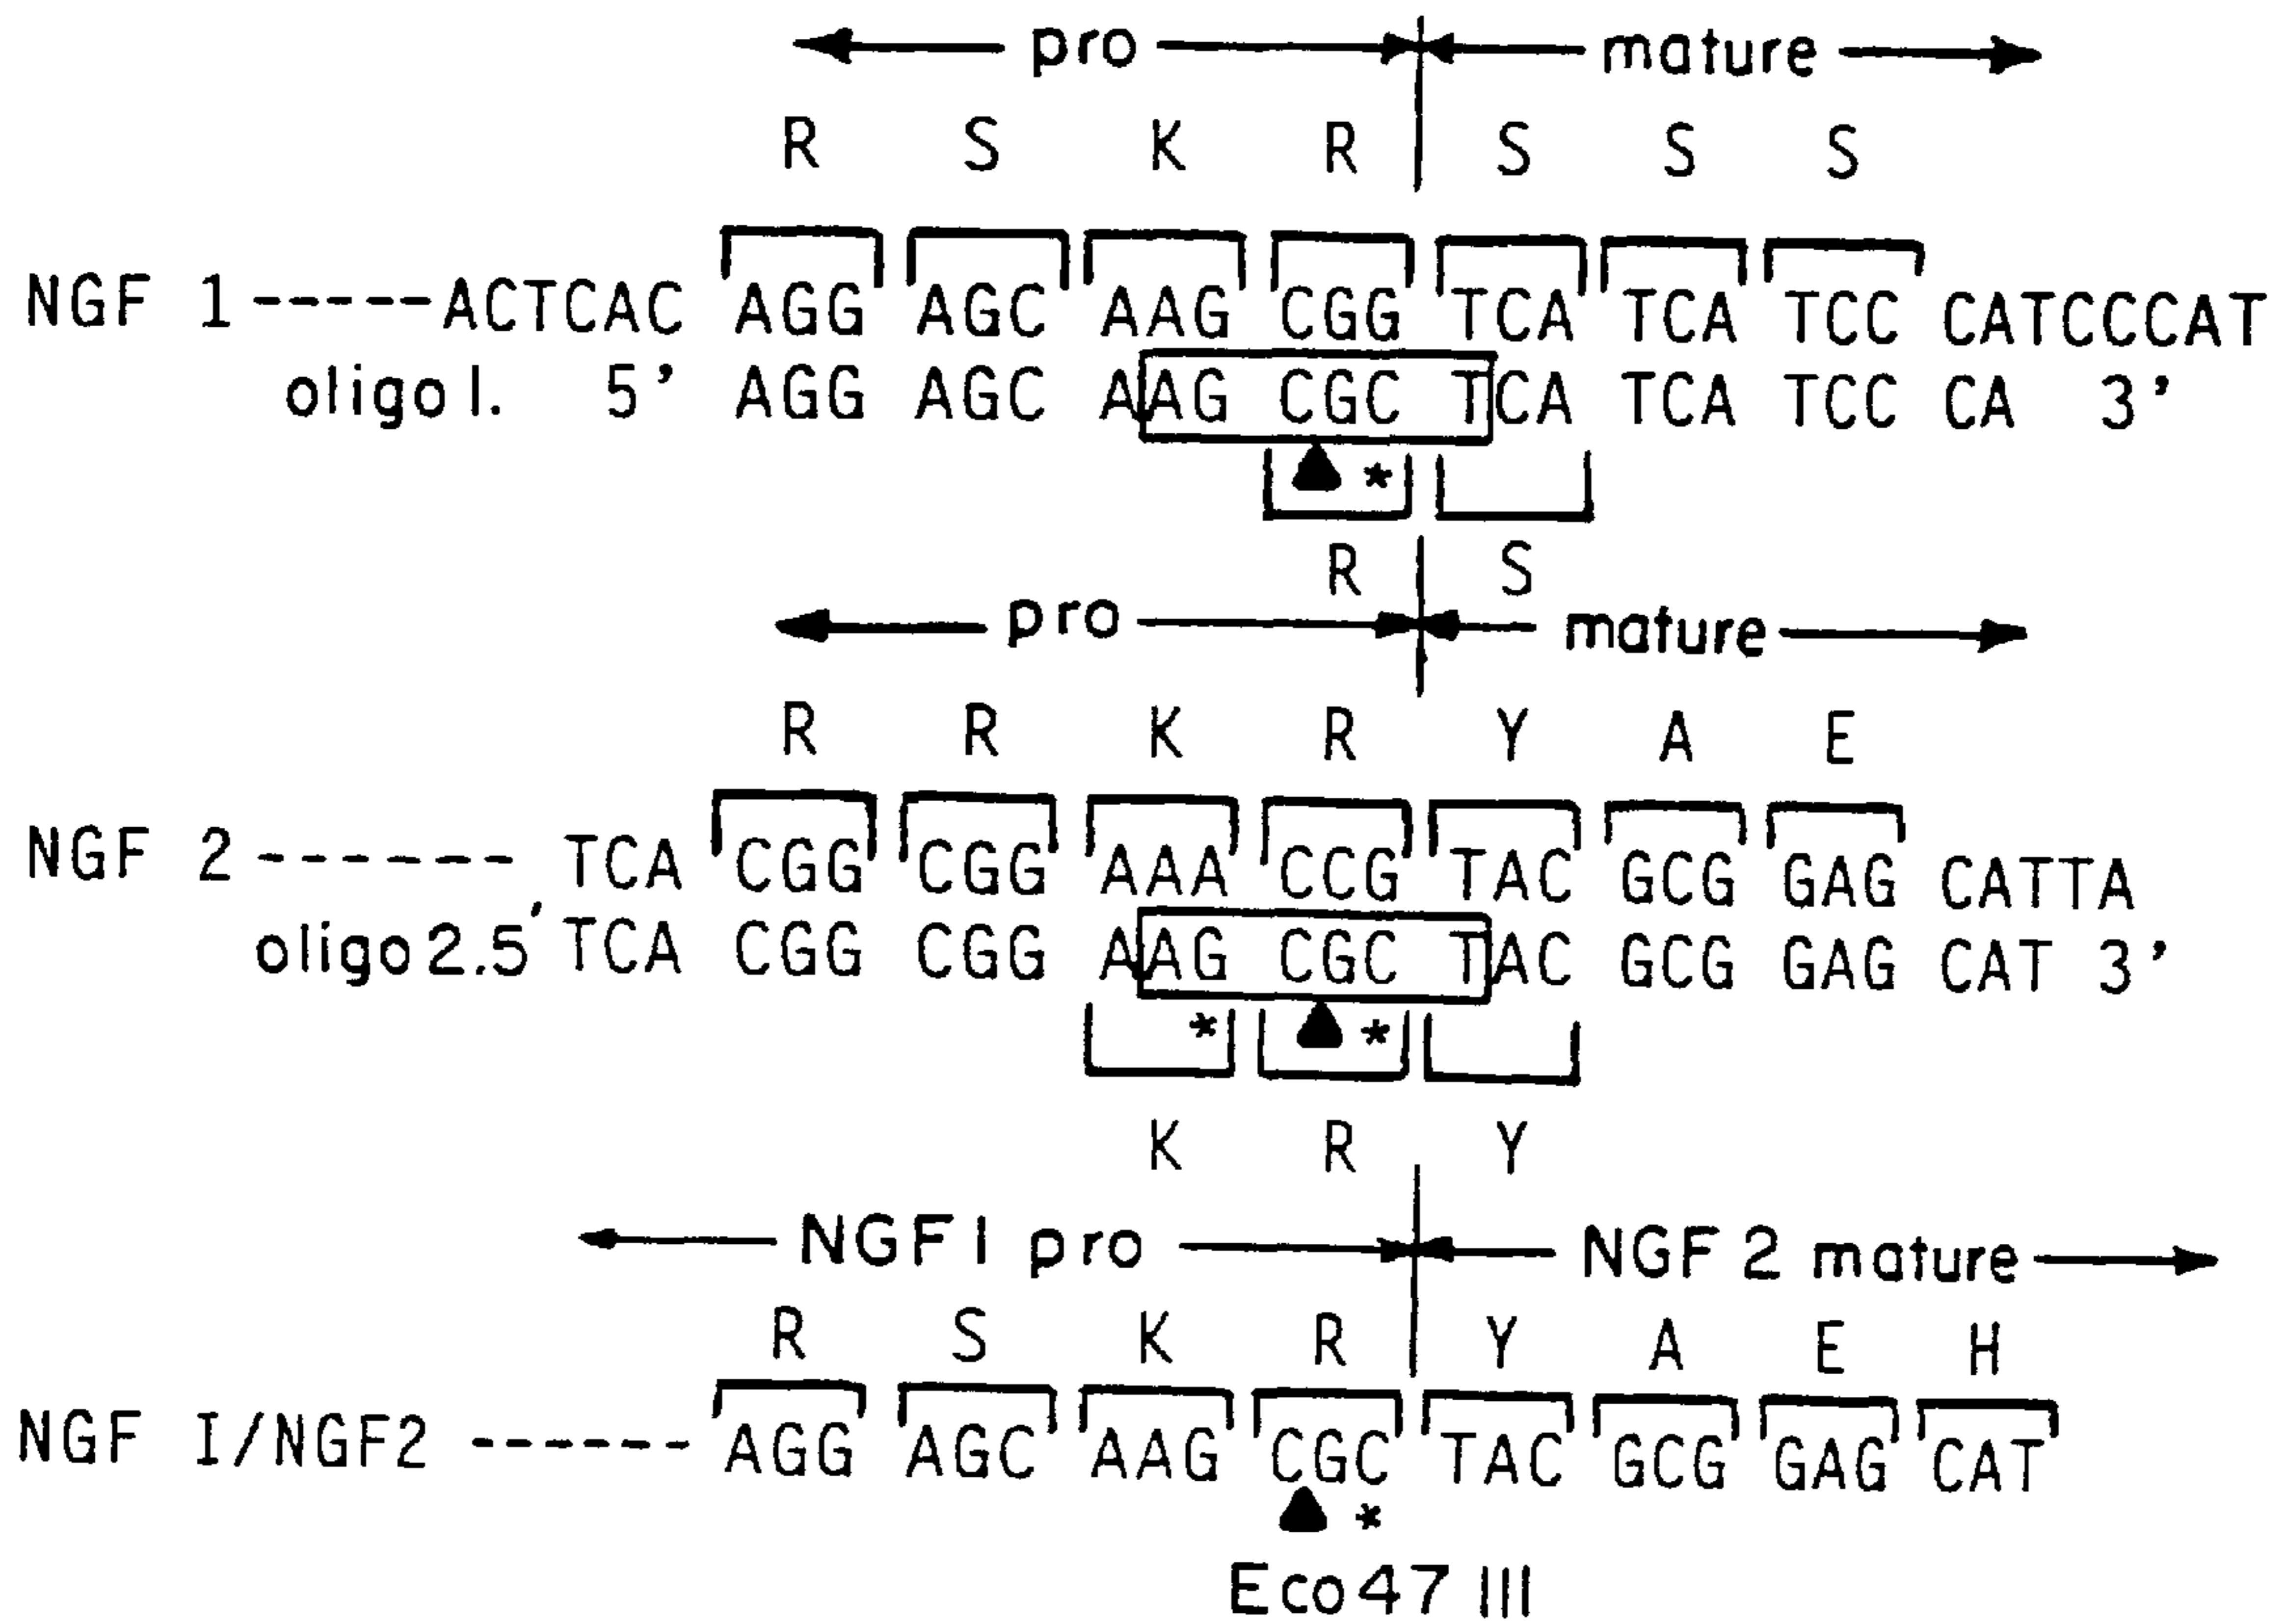 pro mature
R S K R S S S
NGF 1-----ACTCAC AGG AGC AAG CGG TCA TCA TCC CATCCCAT
oligo I. 5' AGG AGC AAG CGC TCA TCA TCC CA 3'
*
R S
pro mature
R R K R Y A E
NGF 2------ TCA CGG CGG AAA CCG TAC GCG GAG CATTA
oligo 2.5' TCA CGG CGG AAG CGC TAC GCG GAG CAT 3'
* *
K R Y
NGF I pro NGF 2 mature
R S K R Y A E H
NGF I/NGF2 ------ AGG AGC AAG CGC TAC GCG GAG CAT
*
Eco47 III